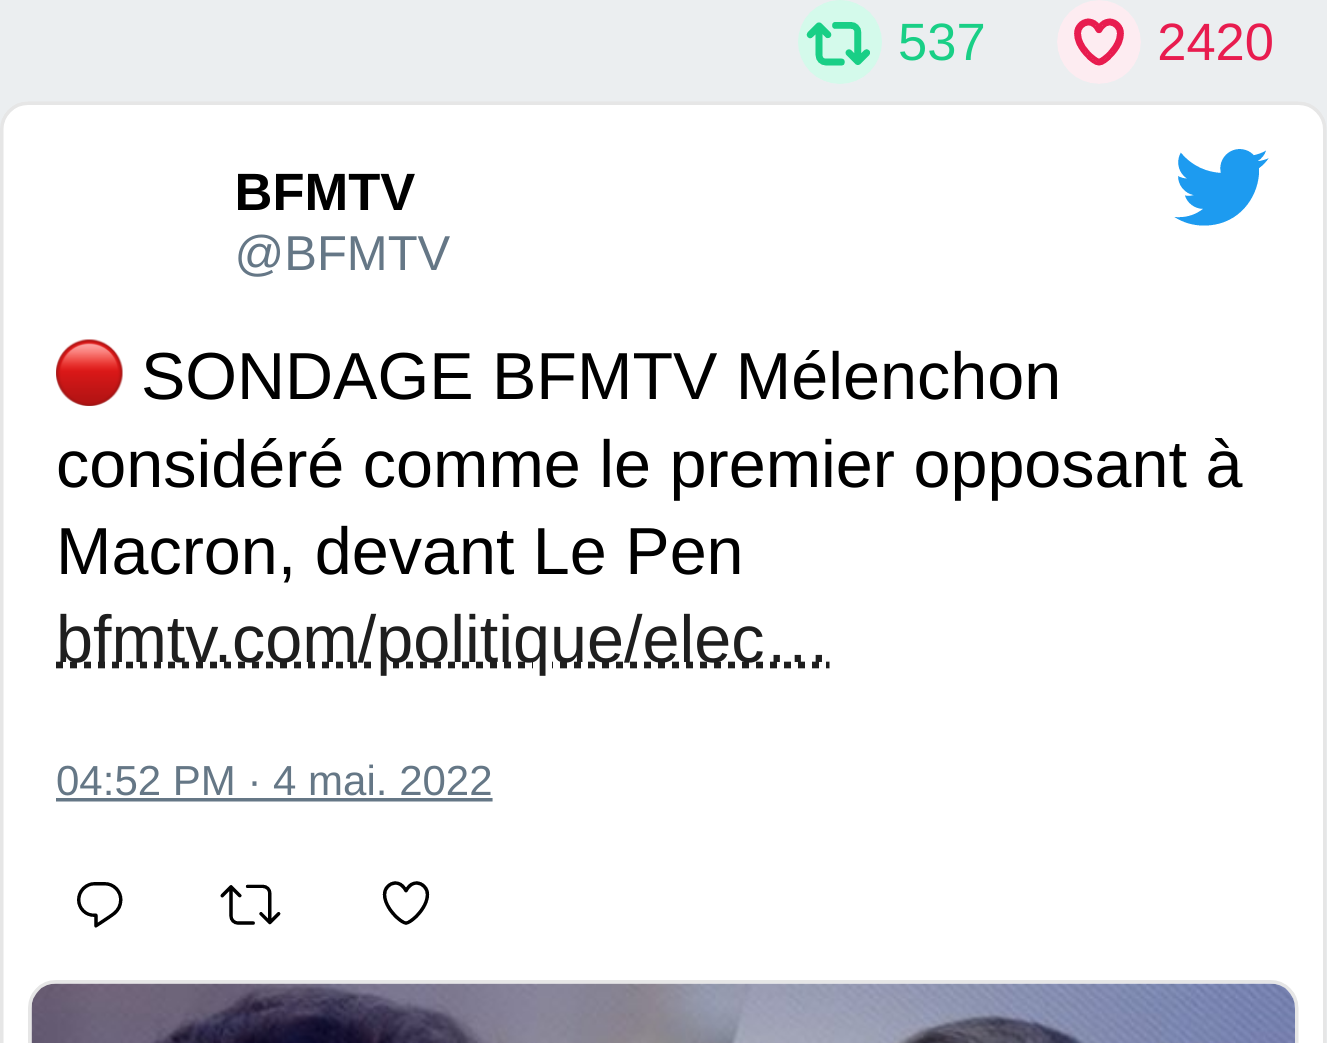 537 2420
BFMTV
@BFMTV
🔴 SONDAGE BFMTV Mélenchon
considéré comme le premier opposant à
Macron, devant Le Pen
bfmtv.com/politique/elec…
04:52 PM · 4 mai. 2022